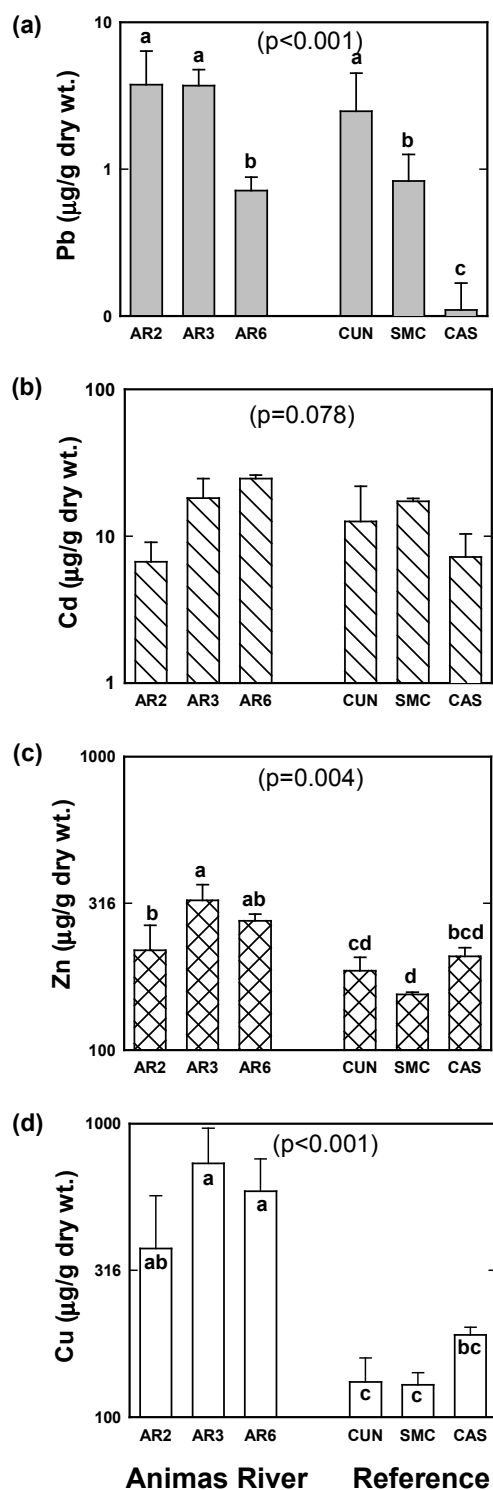 (a)
Pb (µg/g dry wt.)
10
1
0
(p<0.001)
a a b a b c
AR2 AR3 AR6 CUN SMC CAS
(b)
Cd (µg/g dry wt.)
100
10
1
(p=0.078)
AR2 AR3 AR6 CUN SMC CAS
(c)
Zn (µg/g dry wt.)
1000
316
100
(p=0.004)
b a ab cd d bcd
AR2 AR3 AR6 CUN SMC CAS
(d)
Cu (µg/g dry wt.)
1000
316
100
(p<0.001)
ab a a c c bc
AR2 AR3 AR6 CUN SMC CAS
Animas River Reference